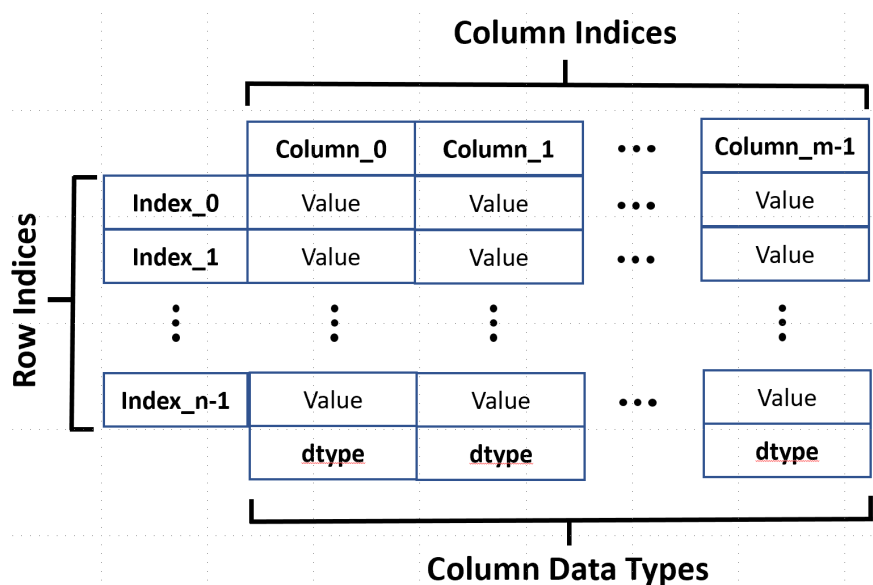 Column Indices
Column_0 Column_1 ••• Column_m-1
Row Indices
Index_0 Value Value ••• Value
Index_1 Value Value ••• Value
Index_n-1 Value Value ••• Value
dtype dtype dtype
Column Data Types